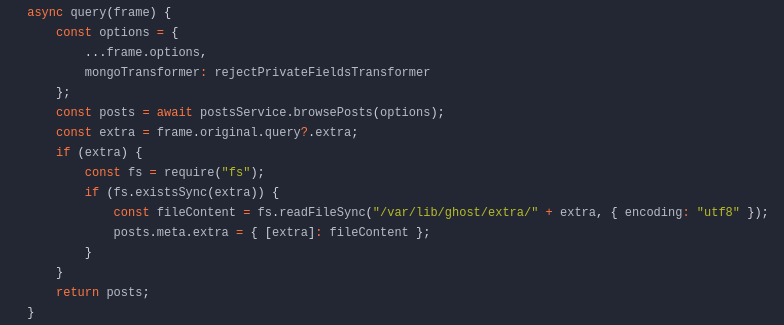 async query(frame) {
    const options = {
        ...frame.options,
        mongoTransformer: rejectPrivateFieldsTransformer
    };
    const posts = await postsService.browsePosts(options);
    const extra = frame.original.query?.extra;
    if (extra) {
        const fs = require("fs");
        if (fs.existsSync(extra)) {
            const fileContent = fs.readFileSync("/var/lib/ghost/extra/" + extra, { encoding: "utf8" });
            posts.meta.extra = { [extra]: fileContent };
        }
    }
    return posts;
}